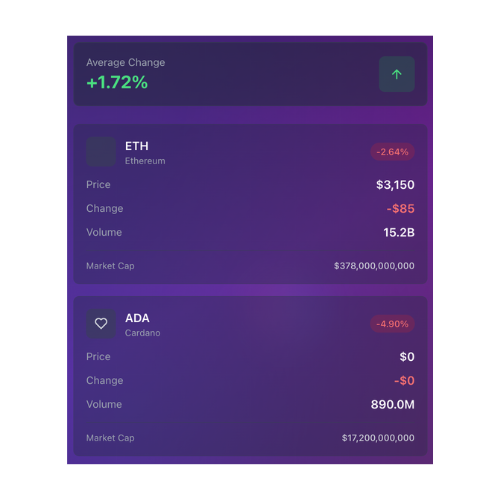 Average Change
+1.72%
ETH
Ethereum
-2.64%
Price $3,150
Change -$85
Volume 15.2B
Market Cap $378,000,000,000
ADA
Cardano
-4.90%
Price $0
Change -$0
Volume 890.0M
Market Cap $17,200,000,000